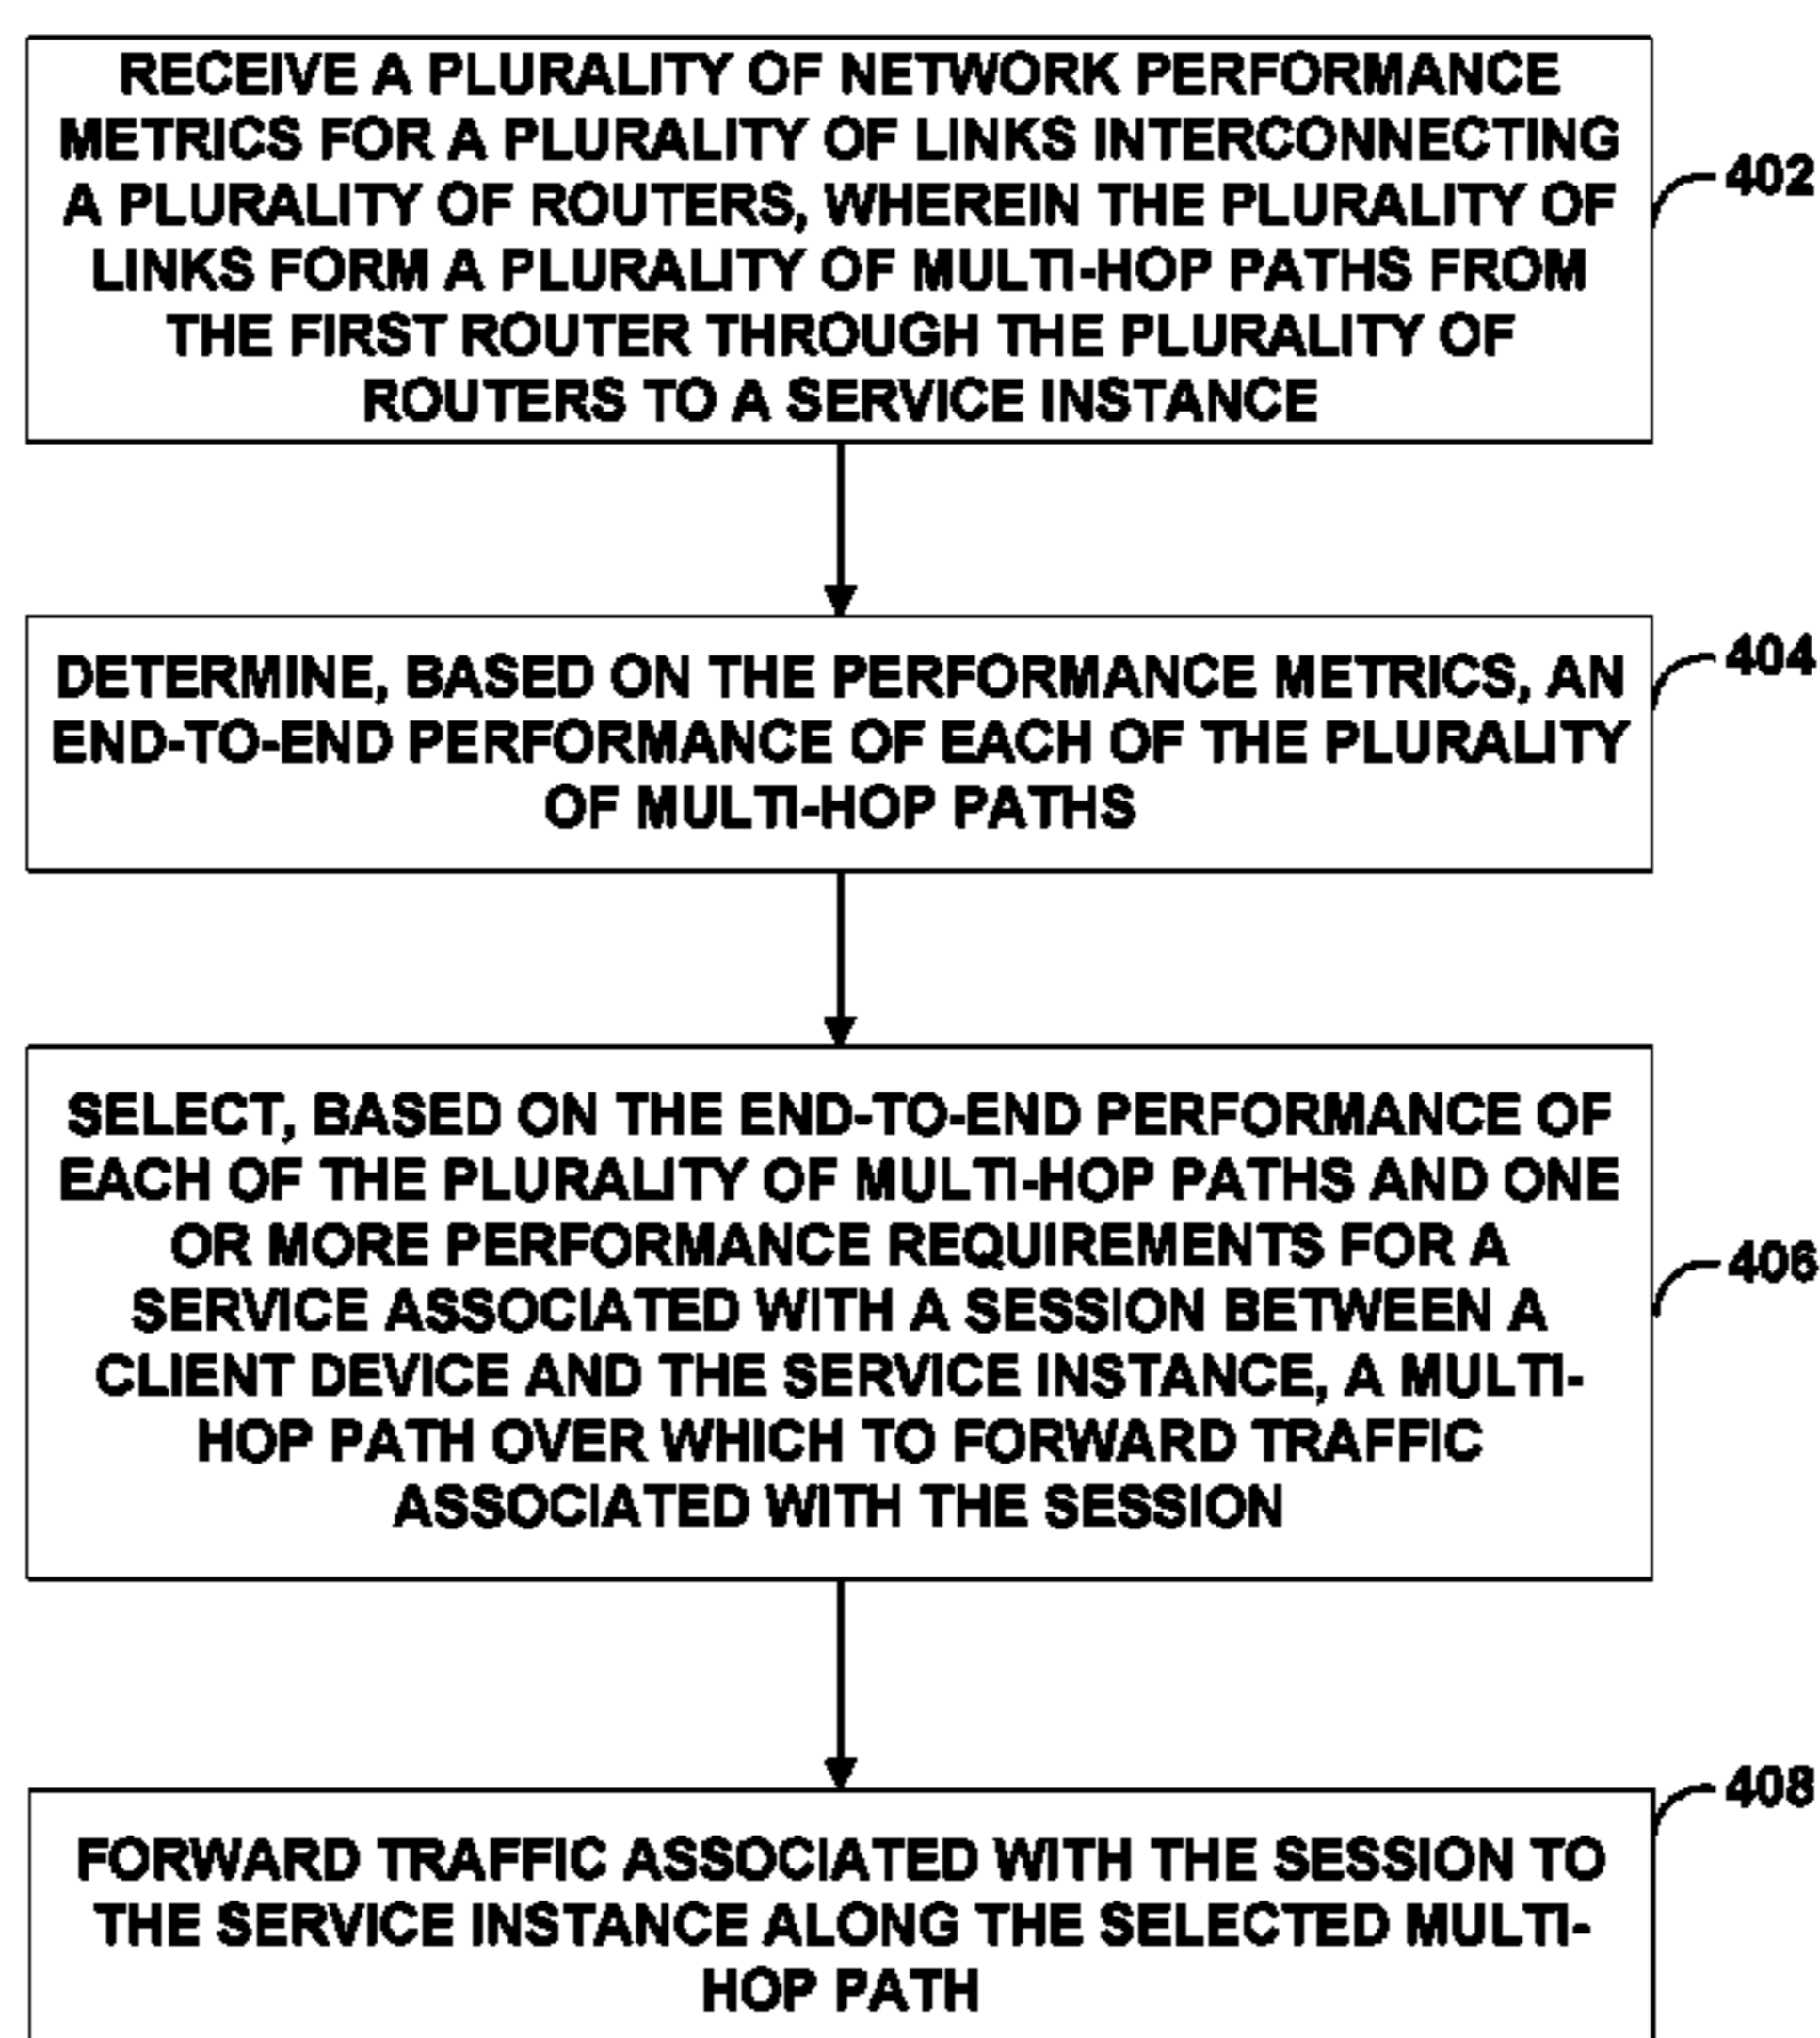 RECEIVE A PLURALITY OF NETWORK PERFORMANCE
METRICS FOR A PLURALITY OF LINKS INTERCONNECTING
A PLURALITY OF ROUTERS, WHEREIN THE PLURALITY OF
LINKS FORM A PLURALITY OF MULTI-HOP PATHS FROM
THE FIRST ROUTER THROUGH THE PLURALITY OF
ROUTERS TO A SERVICE INSTANCE
402
DETERMINE, BASED ON THE PERFORMANCE METRICS, AN
END-TO-END PERFORMANCE OF EACH OF THE PLURALITY
OF MULTI-HOP PATHS
404
SELECT, BASED ON THE END-TO-END PERFORMANCE OF
EACH OF THE PLURALITY OF MULTI-HOP PATHS AND ONE
OR MORE PERFORMANCE REQUIREMENTS FOR A
SERVICE ASSOCIATED WITH A SESSION BETWEEN A
CLIENT DEVICE AND THE SERVICE INSTANCE, A MULTI-
HOP PATH OVER WHICH TO FORWARD TRAFFIC
ASSOCIATED WITH THE SESSION
406
FORWARD TRAFFIC ASSOCIATED WITH THE SESSION TO
THE SERVICE INSTANCE ALONG THE SELECTED MULTI-
HOP PATH
408